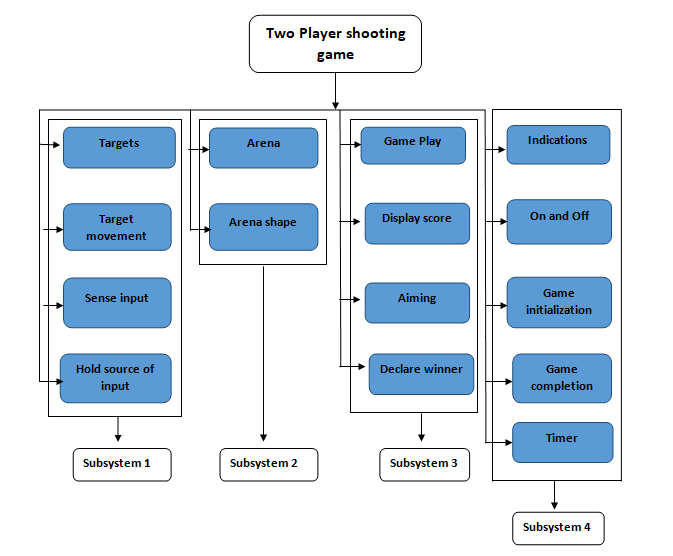 Two Player shooting
game
Targets
Target
movement
Sense input
Hold source of
input
Subsystem 1
Arena
Arena shape
Subsystem 2
Game Play
Display score
Aiming
Declare winner
Subsystem 3
Indications
On and Off
Game
initialization
Game
completion
Timer
Subsystem 4